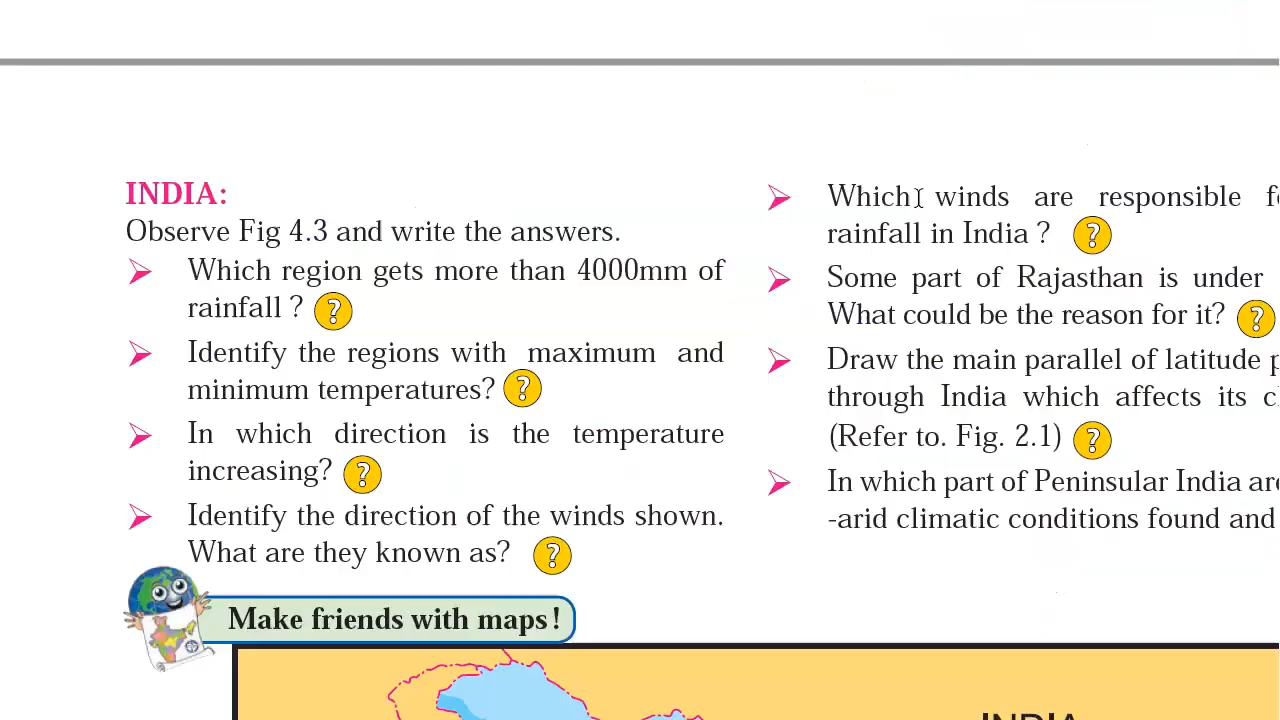 INDIA:
Observe Fig 4.3 and write the answers.
Which region gets more than 4000mm of
rainfall ?
Identify the regions with maximum and
minimum temperatures?
In which direction is the temperature
increasing?
Identify the direction of the winds shown.
What are they known as?
Which winds are responsible
rainfall in India ?
Some part of Rajasthan is under
What could be the reason for it?
Draw the main parallel of latitude
through India which affects its
(Refer to. Fig. 2.1)
In which part of Peninsular India
-arid climatic conditions found and
Make friends with maps!
INDIA